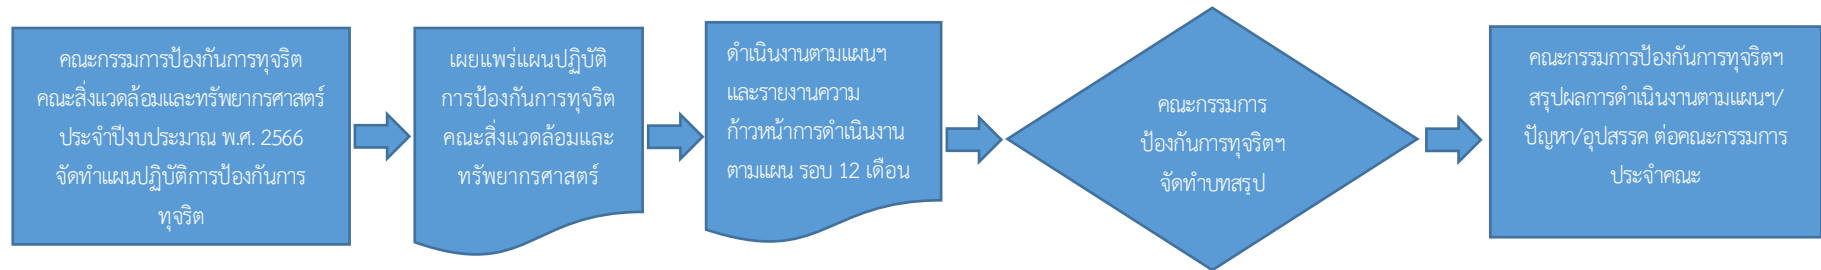 คณะกรรมการป้องกันการทุจริต
คณะสิ่งแวดล้อมและทรัพยากรศาสตร์
ประจำปีงบประมาณ พ.ศ. 2566
จัดทำแผนปฏิบัติการป้องกันการ
ทุจริต
เผยแพร่แผนปฏิบัติ
การป้องกันการทุจริต
คณะสิ่งแวดล้อมและ
ทรัพยากรศาสตร์
ดำเนินงานตามแผนฯ
และรายงานความ
ก้าวหน้าการดำเนินงาน
ตามแผน รอบ 12 เดือน
คณะกรรมการ
ป้องกันการทุจริตฯ
จัดทำบทสรุป
คณะกรรมการป้องกันการทุจริตฯ
สรุปผลการดำเนินงานตามแผนฯ/
ปัญหา/อุปสรรค ต่อคณะกรรมการ
ประจำคณะ